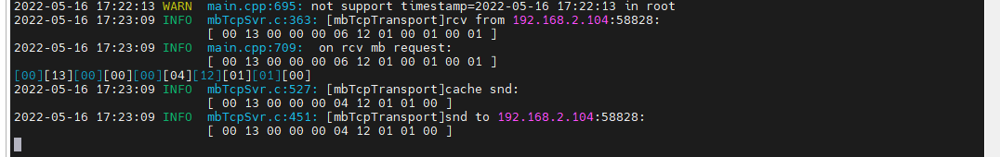 2022-05-16 17:22:13 WARN  main.cpp:695: not support timestamp=2022-05-16 17:22:13 in root
2022-05-16 17:23:09 INFO  mbTcpSvr.c:363: [mbTcpTransport]rcv from 192.168.2.104:58828:
[ 00 13 00 00 00 06 12 01 00 01 00 01 ]
2022-05-16 17:23:09 INFO  main.cpp:709:  on rcv mb request:
[ 00 13 00 00 00 06 12 01 00 01 00 01 ]
[00][13][00][00][00][04][12][01][01][00]
2022-05-16 17:23:09 INFO  mbTcpSvr.c:527: [mbTcpTransport]cache snd:
[ 00 13 00 00 00 04 12 01 01 00 ]
2022-05-16 17:23:09 INFO  mbTcpSvr.c:451: [mbTcpTransport]snd to 192.168.2.104:58828:
[ 00 13 00 00 00 04 12 01 01 00 ]